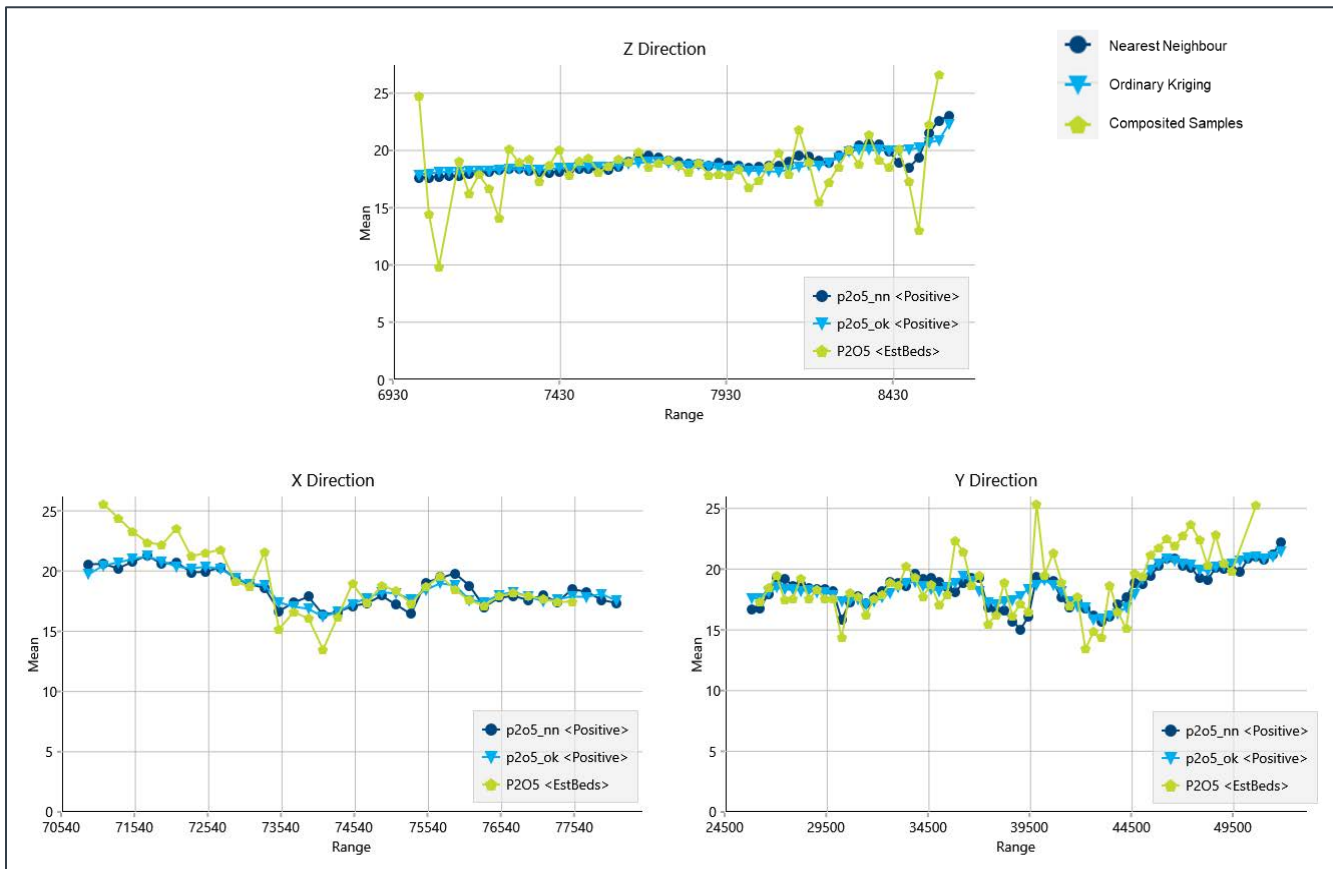 Z Direction
Nearest Neighbour
Ordinary Kriging
Composited Samples
25
20
15
10
5
0
Mean
6930 7430 7930 8430
Range
p2o5_nn <Positive>
p2o5_ok <Positive>
P2O5 <EstBeds>
X Direction
25
20
15
10
5
0
Mean
70540 71540 72540 73540 74540 75540 76540 77540
Range
p2o5_nn <Positive>
p2o5_ok <Positive>
P2O5 <EstBeds>
Y Direction
25
20
15
10
5
0
Mean
24500 29500 34500 39500 44500 49500
Range
p2o5_nn <Positive>
p2o5_ok <Positive>
P2O5 <EstBeds>